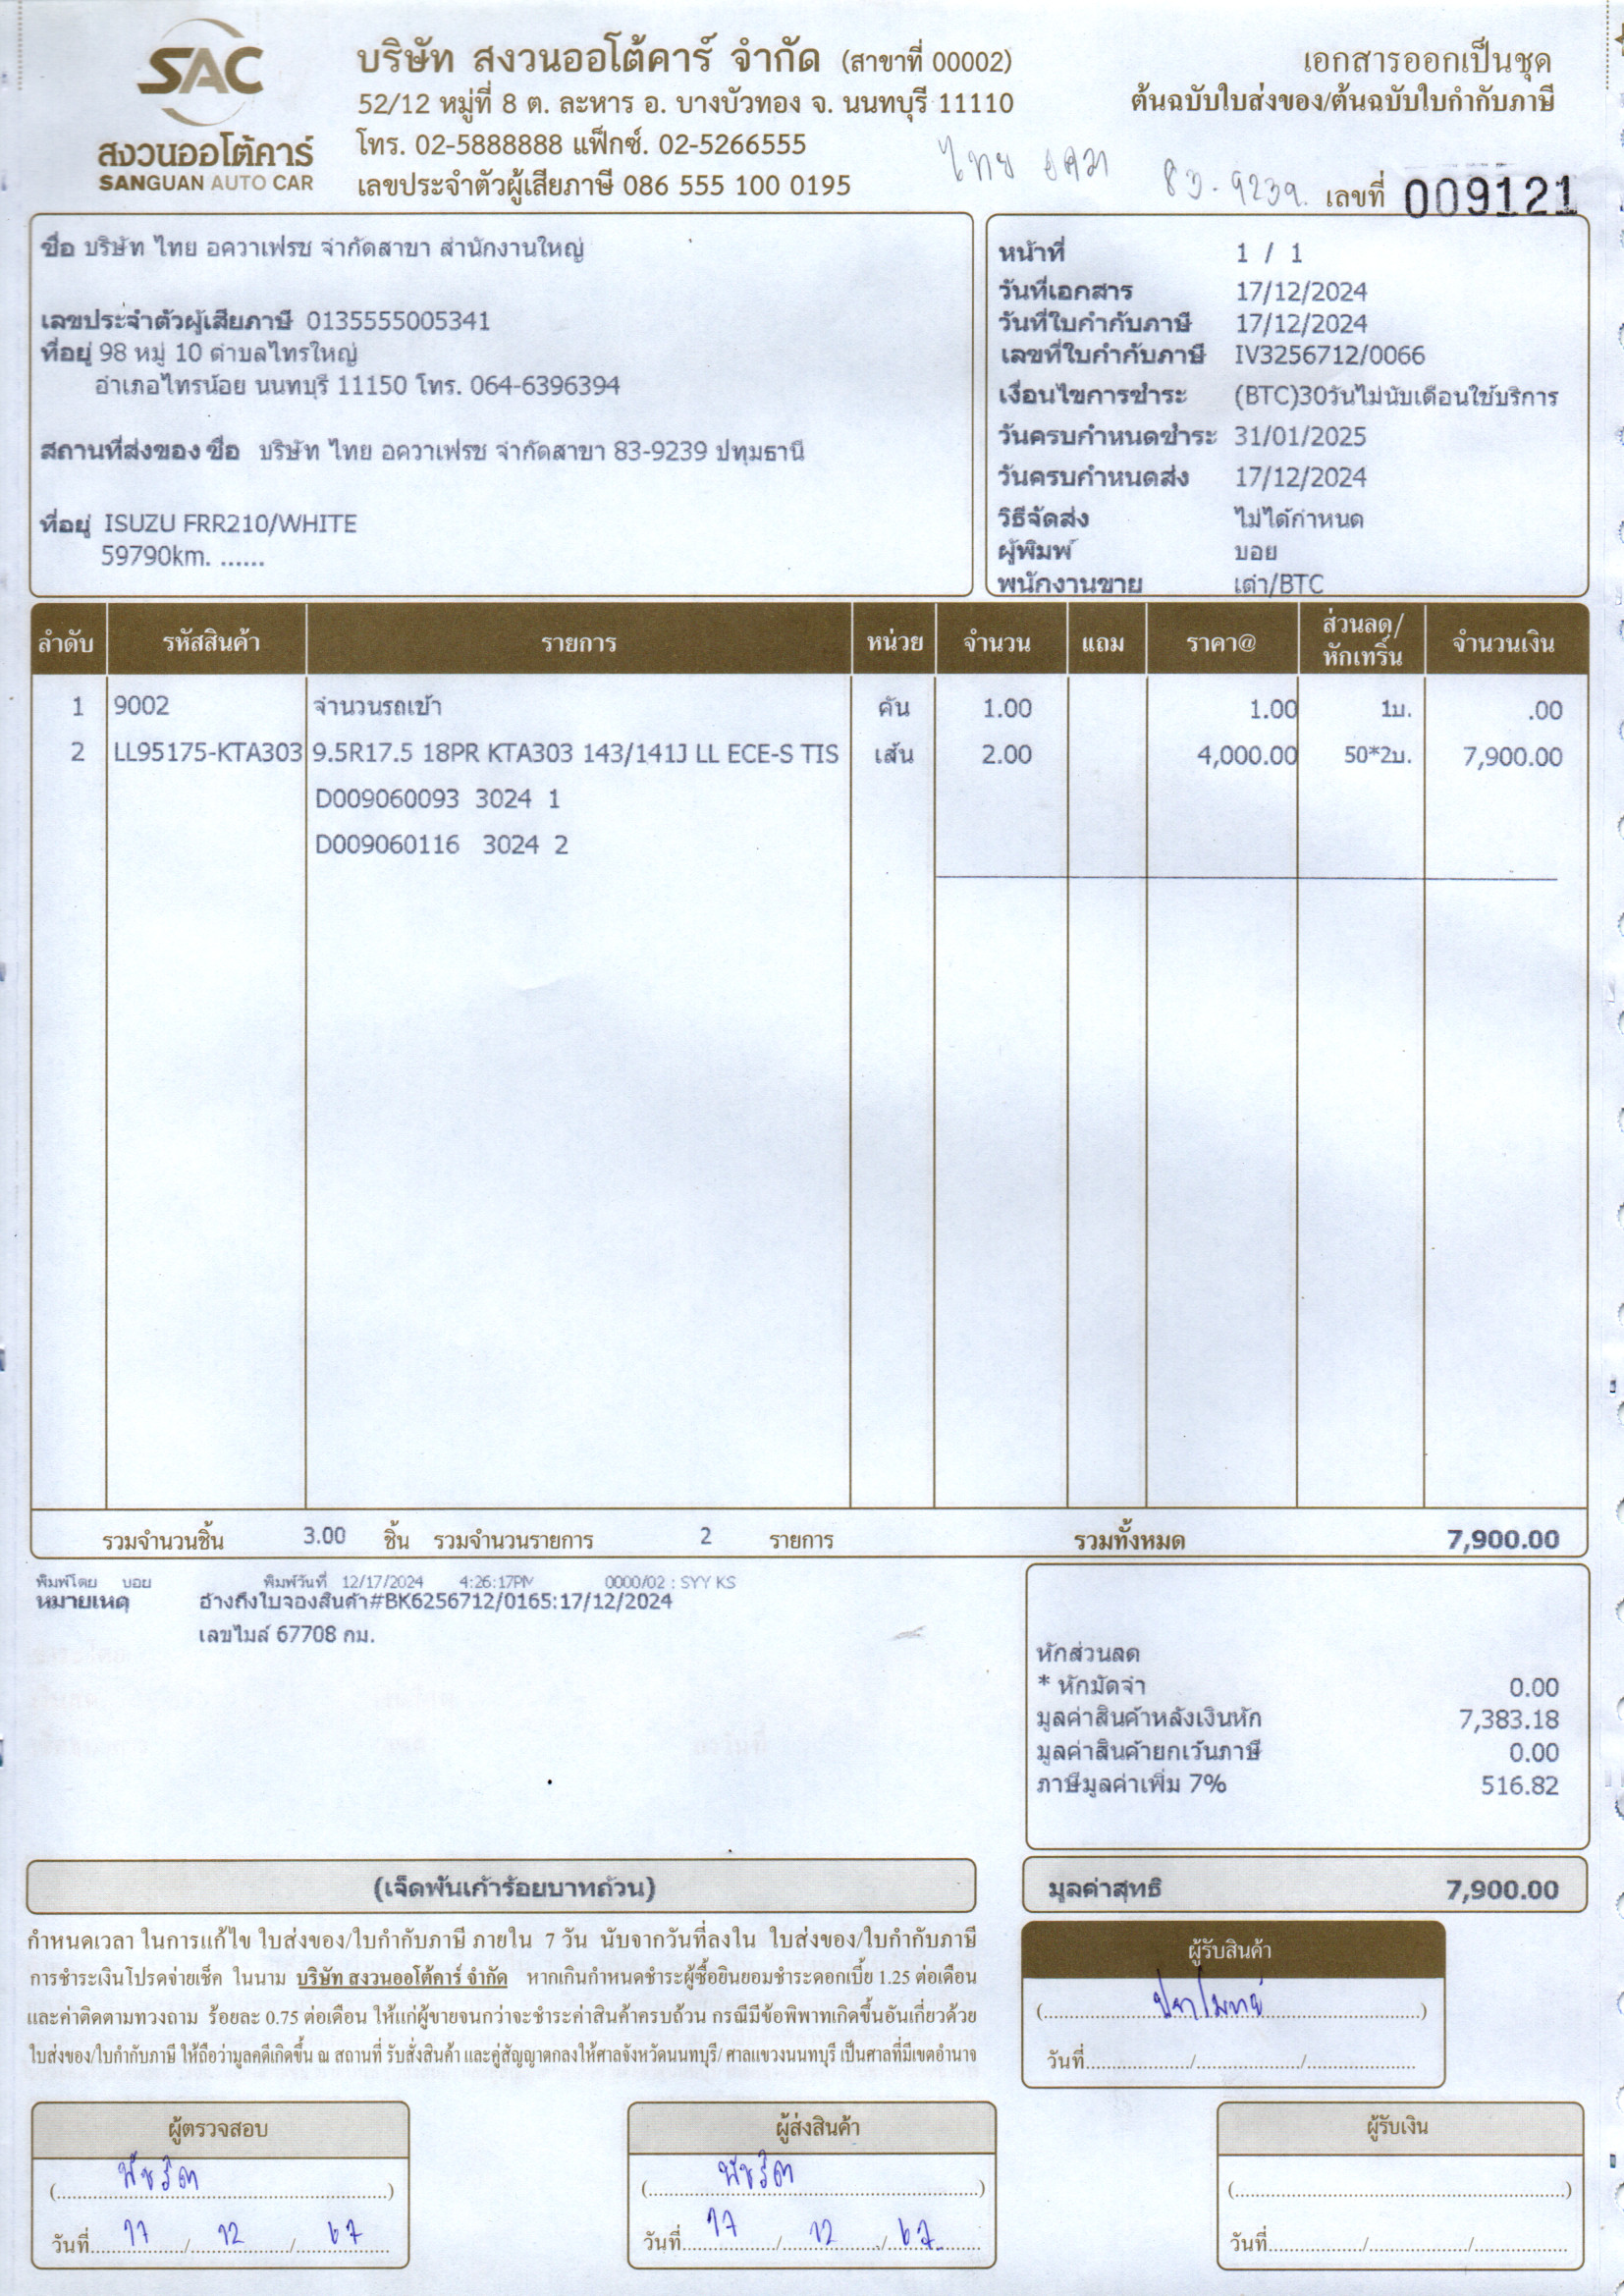 SAC
สงวนออโต้คาร์
SANGUAN AUTO CAR
บริษัท สงวนออโต้คาร์ จำกัด (สาขาที่ 00002)
52/12 หมู่ที่ 8 ต. ละหาร อ. บางบัวทอง จ. นนทบุรี 11110
โทร. 02-5888888 แฟ็กซ์. 02-5266555
เลขประจำตัวผู้เสียภาษี 086 555 100 0195
เอกสารออกเป็นชุด
ต้นฉบับใบส่งของ/ต้นฉบับใบกำกับภาษี
ไทย อควา 83-9239. เลขที่ 009121
ชื่อ บริษัท ไทย อควาเฟรช จำกัดสาขา สำนักงานใหญ่
เลขประจำตัวผู้เสียภาษี 0135555005341
ที่อยู่ 98 หมู่ 10 ตำบลไทรใหญ่
อำเภอไทรน้อย นนทบุรี 11150 โทร. 064-6396394
สถานที่ส่งของ ชื่อ บริษัท ไทย อควาเฟรช จำกัดสาขา 83-9239 ปทุมธานี
ที่อยู่ ISUZU FRR210/WHITE
59790km. ......
หน้าที่ 1 / 1
วันที่เอกสาร 17/12/2024
วันที่ใบกำกับภาษี 17/12/2024
เลขที่ใบกำกับภาษี IV3256712/0066
เงื่อนไขการชำระ (BTC)30วันไม่นับเดือนใช้บริการ
วันครบกำหนดชำระ 31/01/2025
วันครบกำหนดส่ง 17/12/2024
วิธีจัดส่ง ไม่ได้กำหนด
ผู้พิมพ์ บอย
พนักงานขาย เต่า/BTC
ลำดับ รหัสสินค้า รายการ หน่วย จำนวน แถม ราคา@ ส่วนลด/หักเทริ์น จำนวนเงิน
1 9002 จำนวนรถเข้า คัน 1.00 1.00 1บ. .00
2 LL95175-KTA303 9.5R17.5 18PR KTA303 143/141J LL ECE-S TIS เส้น 2.00 4,000.00 50*2บ. 7,900.00
D009060093 3024 1
D009060116 3024 2
รวมจำนวนชิ้น 3.00 ชิ้น รวมจำนวนรายการ 2 รายการ รวมทั้งหมด 7,900.00
พิมพ์โดย บอย พิมพ์วันที่ 12/17/2024 4:26:17PM 0000/02 : SYY KS
หมายเหตุ อ้างถึงใบจองสินค้า#BK6256712/0165:17/12/2024
เลขไมล์ 67708 กม.
หักส่วนลด
* หักมัดจำ 0.00
มูลค่าสินค้าหลังเงินหัก 7,383.18
มูลค่าสินค้ายกเว้นภาษี 0.00
ภาษีมูลค่าเพิ่ม 7% 516.82
(เจ็ดพันเก้าร้อยบาทถ้วน)
มูลค่าสุทธิ 7,900.00
กำหนดเวลา ในการแก้ไข ใบส่งของ/ใบกำกับภาษี ภายใน 7 วัน นับจากวันที่ลงใน ใบส่งของ/ใบกำกับภาษี
การชำระเงินโปรดจ่ายเช็ค ในนาม บริษัท สงวนออโต้คาร์ จำกัด หากเกินกำหนดชำระผู้ซื้อยินยอมชำระดอกเบี้ย 1.25 ต่อเดือน
และค่าติดตามทวงถาม ร้อยละ 0.75 ต่อเดือน ให้แก่ผู้ขายจนกว่าจะชำระค่าสินค้าครบถ้วน กรณีมีข้อพิพาทเกิดขึ้นอันเกี่ยวด้วย
ใบส่งของ/ใบกำกับภาษี ให้ถือว่ามูลคดีเกิดขึ้น ณ สถานที่ รับสั่งสินค้า และคู่สัญญาตกลงให้ศาลจังหวัดนนทบุรี/ ศาลแขวงนนทบุรี เป็นศาลที่มีเขตอำนาจ
ผู้รับสินค้า
วันที่......../......../........
ผู้ตรวจสอบ
(พัชริดา)
วันที่ 17 / 12 / 67
ผู้ส่งสินค้า
(พัชริดา)
วันที่ 17 / 12 / 67
ผู้รับเงิน
(................)
วันที่......../......../........